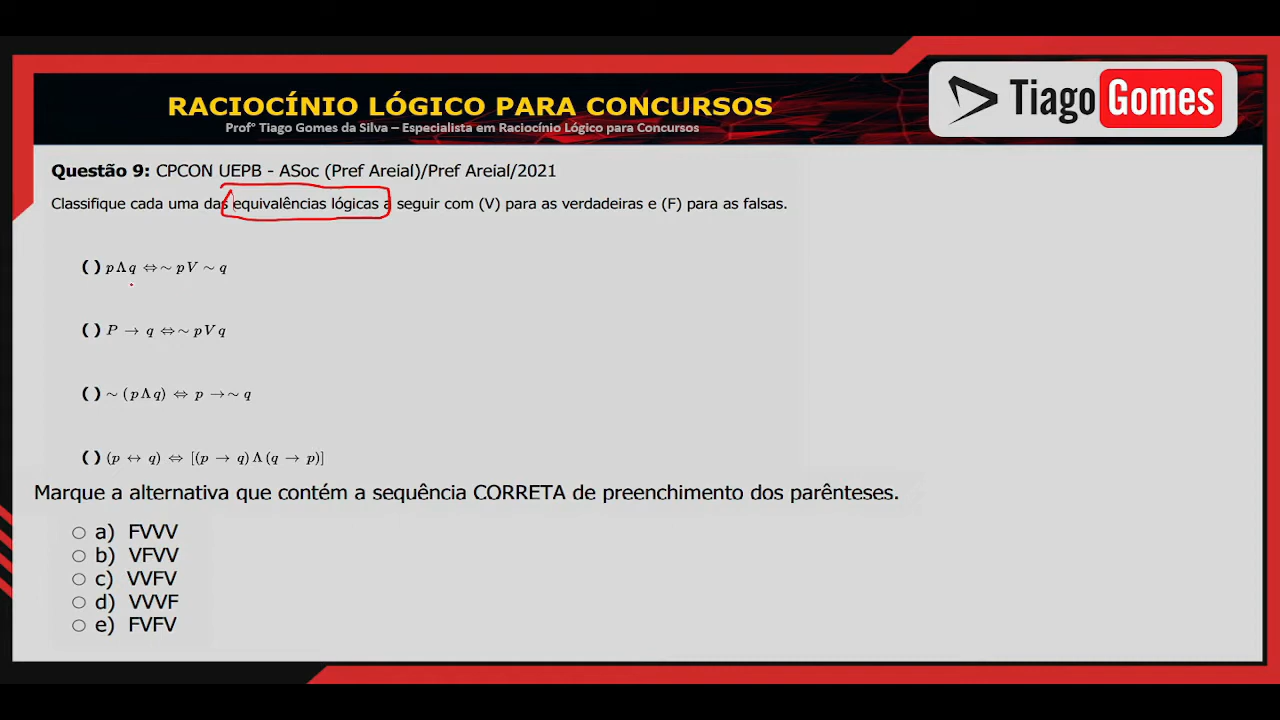 Tiago Gomes
RACIOCÍNIO LÓGICO PARA CONCURSOS
Prof° Tiago Gomes da Silva – Especialista em Raciocínio Lógico para Concursos
Questão 9: CPCON UEPB - ASoc (Pref Areial)/Pref Areial/2021
Classifique cada uma das equivalências lógicas a seguir com (V) para as verdadeiras e (F) para as falsas.
( ) p Λ q ⇔ ~ p V ~ q
( ) P → q ⇔ ~ p V q
( ) ~ (p Λ q) ⇔ p → ~ q
( ) (p ↔ q) ⇔ [(p → q) Λ (q → p)]
Marque a alternativa que contém a sequência CORRETA de preenchimento dos parênteses.
a) FVVV
b) VFVV
c) VVFV
d) VVVF
e) FVFV